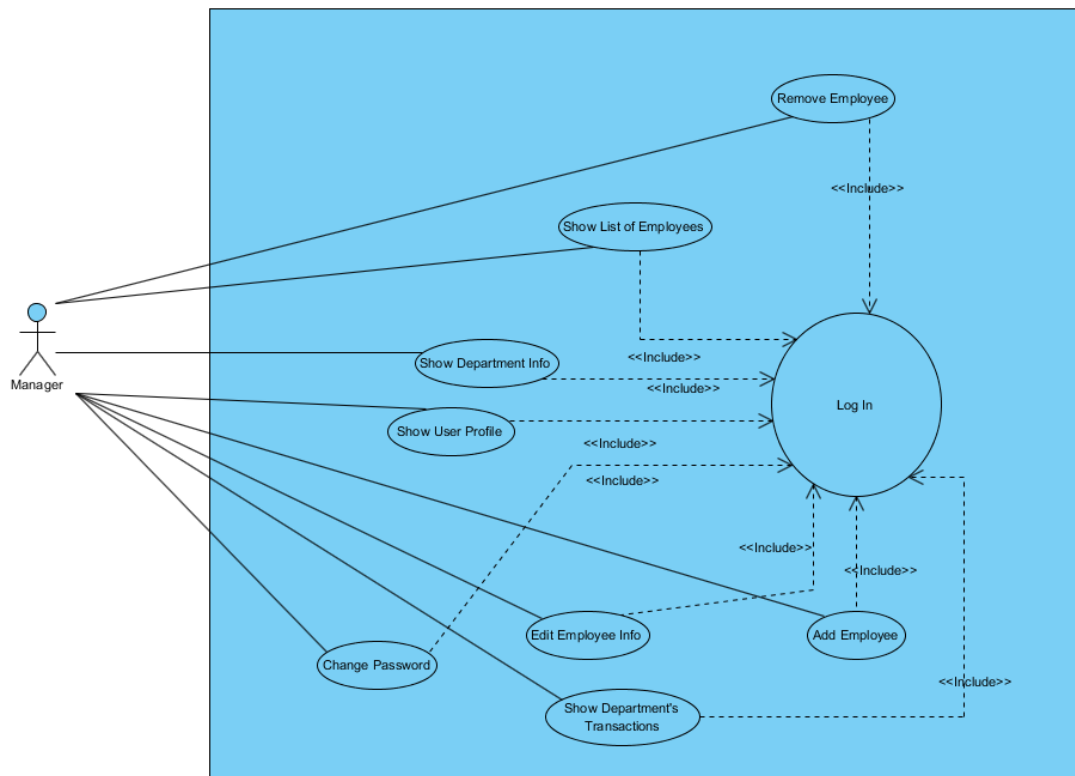 Remove Employee
<<Include>>
Show List of Employees
<<Include>>
Show Department Info
<<Include>>
Manager
Log In
Show User Profile
<<Include>>
<<Include>>
<<Include>>
<<Include>>
Edit Employee Info
Add Employee
Change Password
<<Include>>
Show Department's
Transactions